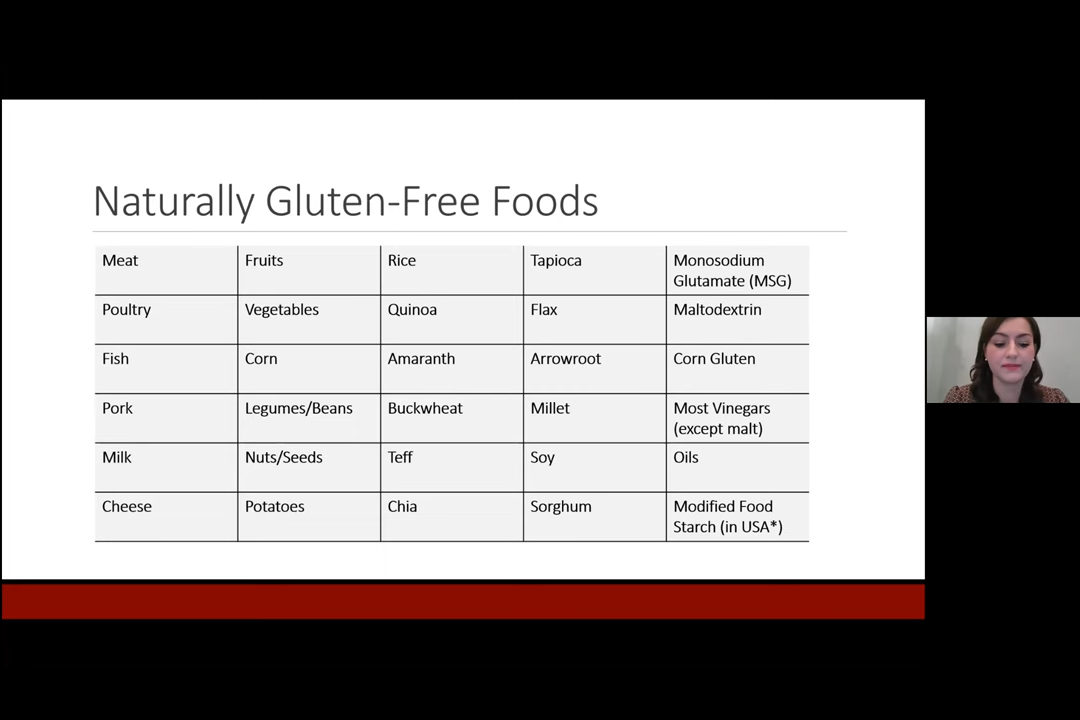 Naturally Gluten-Free Foods
Meat
Fruits
Rice
Tapioca
Monosodium
Glutamate (MSG)
Poultry
Vegetables
Quinoa
Flax
Maltodextrin
Fish
Corn
Amaranth
Arrowroot
Corn Gluten
Pork
Legumes/Beans
Buckwheat
Millet
Most Vinegars
(except malt)
Milk
Nuts/Seeds
Teff
Soy
Oils
Cheese
Potatoes
Chia
Sorghum
Modified Food
Starch (in USA*)